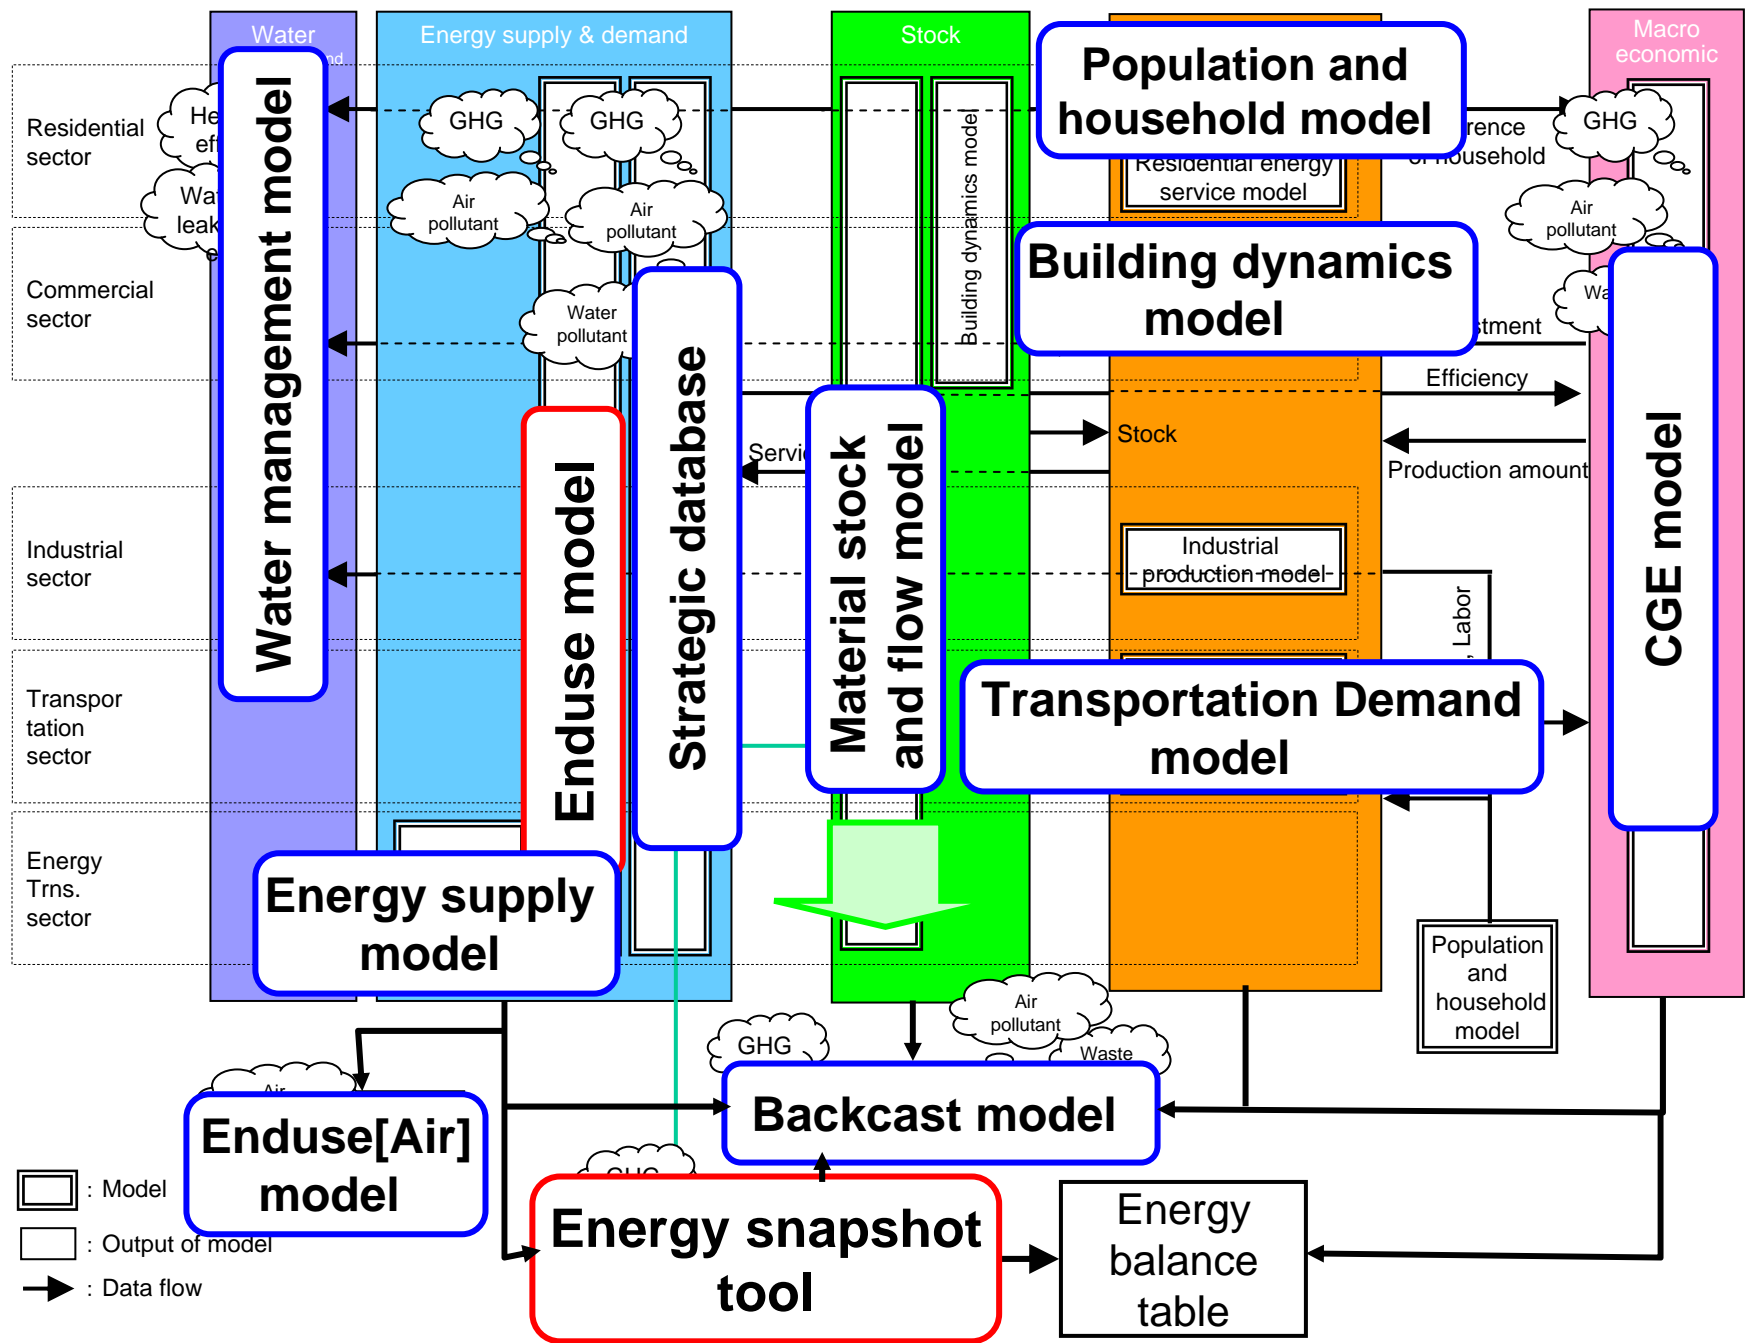 Water
Energy supply & demand
Stock
Macro
economic
Population and
household model
Residential
sector
GHG
GHG
GHG
of household
Residential energy
service model
Air
pollutant
Air
pollutant
Air
pollutant
Building dynamics model
Building dynamics
model
Commercial
sector
Water
pollutant
Efficiency
Stock
Production amount
Water management model
Enduse model
Strategic database
Material stock
and flow model
CGE model
Industrial
sector
Industrial
production model
, Labor
Transpor
tation
sector
Transportation Demand
model
Energy
Trns.
sector
Energy supply
model
Population
and
household
model
Air
pollutant
GHG
Waste
Backcast model
Air
Enduse[Air]
model
GHG
Energy snapshot
tool
Energy
balance
table
: Model
: Output of model
: Data flow